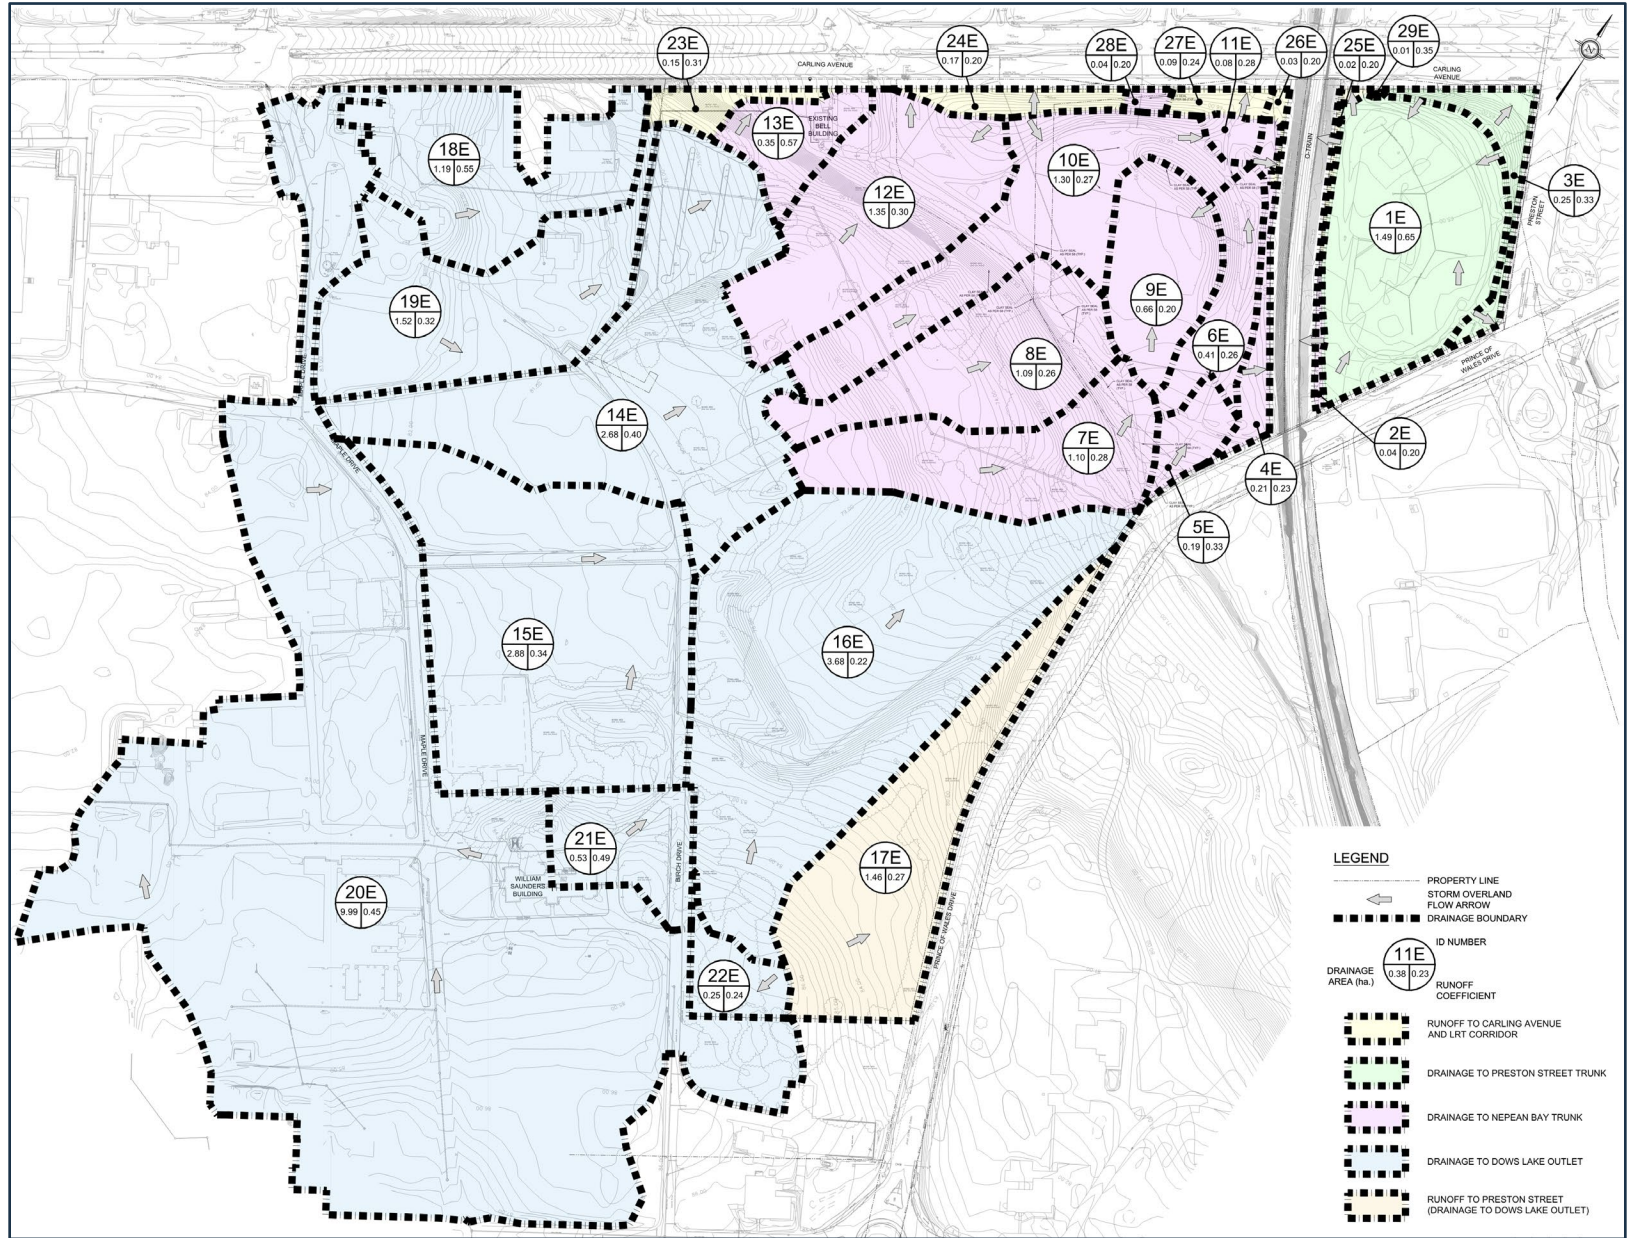 23E
0.15 0.31
24E
0.17 0.20
28E
0.04 0.20
27E
0.09 0.24
11E
0.08 0.28
26E
0.03 0.20
25E
0.02 0.20
29E
0.01 0.35
CARLING AVENUE
CARLING
AVENUE
13E
0.35 0.57
EXISTING
BELL
BUILDING
18E
1.19 0.55
10E
1.30 0.27
12E
1.35 0.30
O-TRAIN
3E
0.25 0.33
PRESTON
STREET
1E
1.49 0.65
19E
1.52 0.32
9E
0.66 0.20
6E
0.41 0.26
8E
1.09 0.26
PRINCE OF
WALES DRIVE
MAPLE DRIVE
14E
2.68 0.40
7E
1.10 0.28
2E
0.04 0.20
4E
0.21 0.23
5E
0.19 0.33
15E
2.88 0.34
16E
3.68 0.22
MAPLE DRIVE
21E
0.53 0.49
BIRCH DRIVE
17E
1.46 0.27
WILLIAM
SAUNDERS
BUILDING
20E
9.99 0.45
PRINCE OF WALES DRIVE
22E
0.25 0.24
LEGEND
PROPERTY LINE
STORM OVERLAND
FLOW ARROW
DRAINAGE BOUNDARY
11E
ID NUMBER
DRAINAGE
AREA (ha.)
0.38 0.23
RUNOFF
COEFFICIENT
RUNOFF TO CARLING AVENUE
AND LRT CORRIDOR
DRAINAGE TO PRESTON STREET TRUNK
DRAINAGE TO NEPEAN BAY TRUNK
DRAINAGE TO DOWS LAKE OUTLET
RUNOFF TO PRESTON STREET
(DRAINAGE TO DOWS LAKE OUTLET)